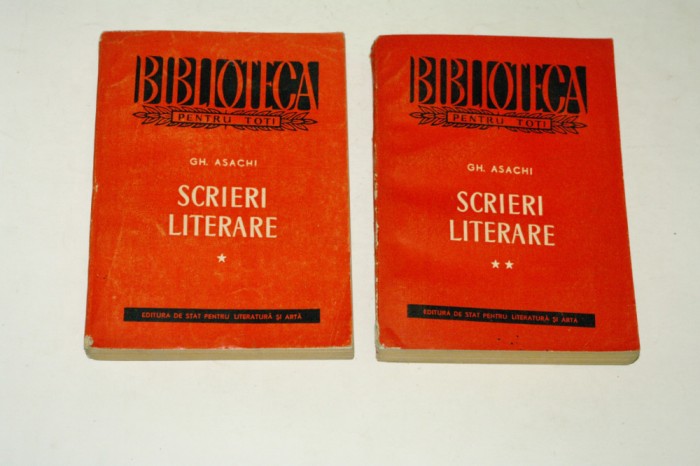 BIBLIOTECA
PENTRU TOȚI
GH. ASACHI
SCRIERI
LITERARE
★
EDITURA DE STAT PENTRU LITERATURĂ ȘI ARTĂ
BIBLIOTECA
PENTRU TOȚI
GH. ASACHI
SCRIERI
LITERARE
★★
EDITURA DE STAT PENTRU LITERATURĂ ȘI ARTĂ